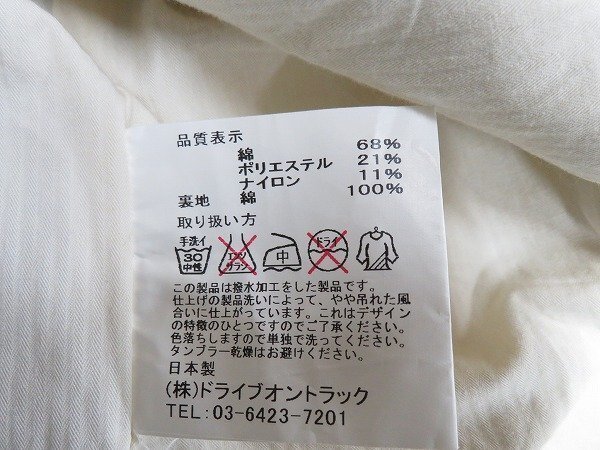 品質表示
綿 68%
ポリエステル 21%
ナイロン 11%
裏地 綿 100%
取り扱い方
手洗イ 30 中性 エンソサラシ 中 ドライ
この製品は撥水加工をした製品です。
仕上げの製品洗いによって、やや吊れた風
合いに仕上がっています。これはデザイン
の特徴のひとつですのでご了承ください。
色落ちしますので単独で洗ってください。
タンブラー乾燥はお避けください。
日本製
(株)ドライブオントラック
TEL: 03-6423-7201